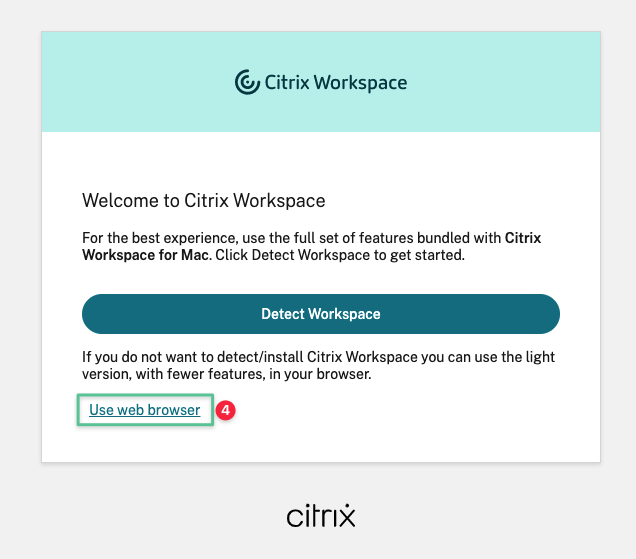 Citrix Workspace
Welcome to Citrix Workspace
For the best experience, use the full set of features bundled with Citrix
Workspace for Mac. Click Detect Workspace to get started.
Detect Workspace
If you do not want to detect/install Citrix Workspace you can use the light
version, with fewer features, in your browser.
Use web browser 4
citrix